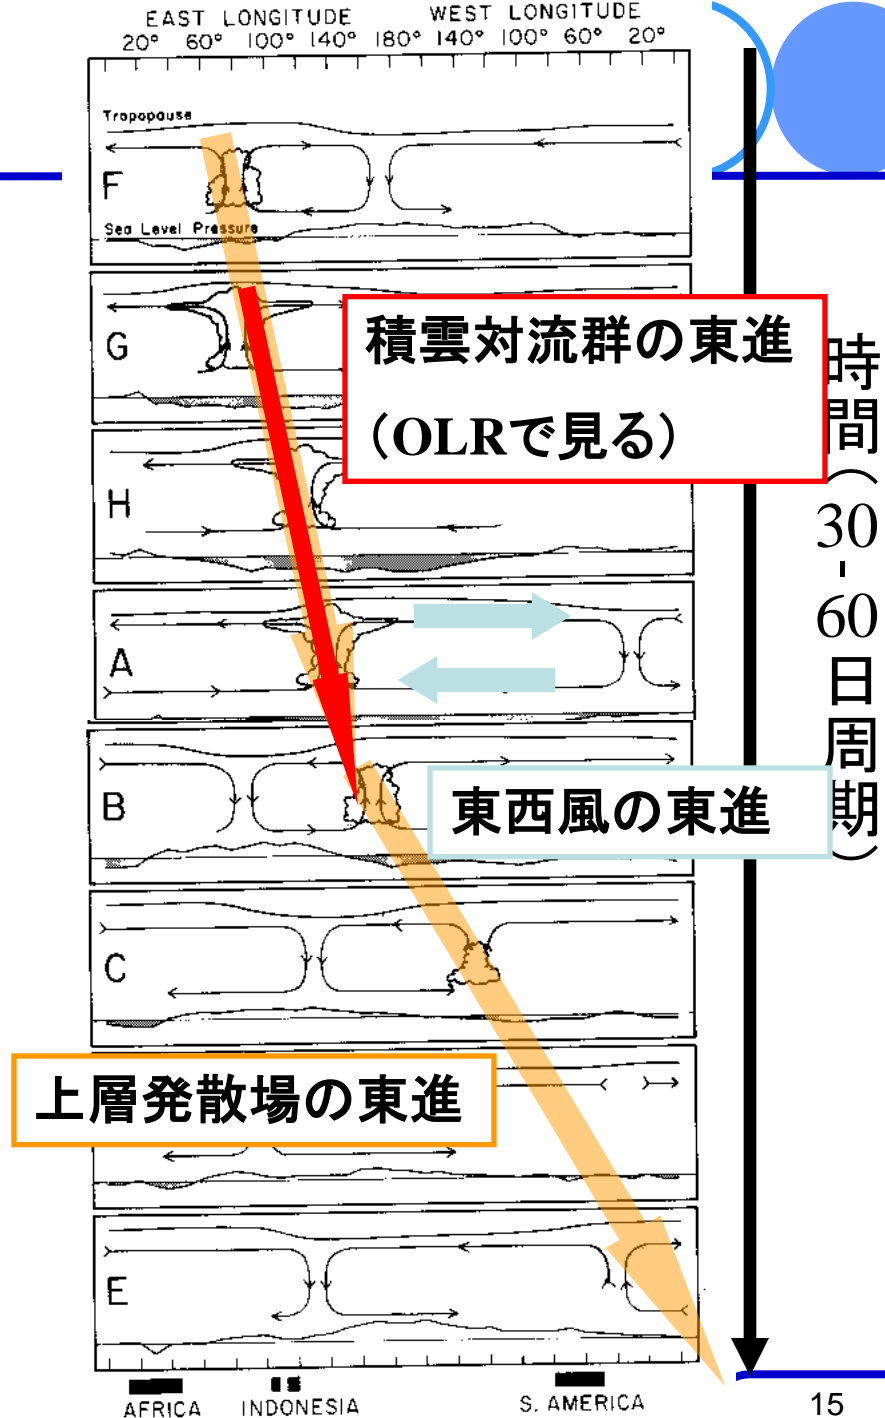 EAST LONGITUDE WEST LONGITUDE
20° 60° 100° 140° 180° 140° 100° 60° 20°
Tropopause
F
Sea Level Pressure
G
積雲対流群の東進
(OLRで見る)
H
時間(30-60日周期)
A
B
東西風の東進
C
上層発散場の東進
E
AFRICA INDONESIA S. AMERICA
15